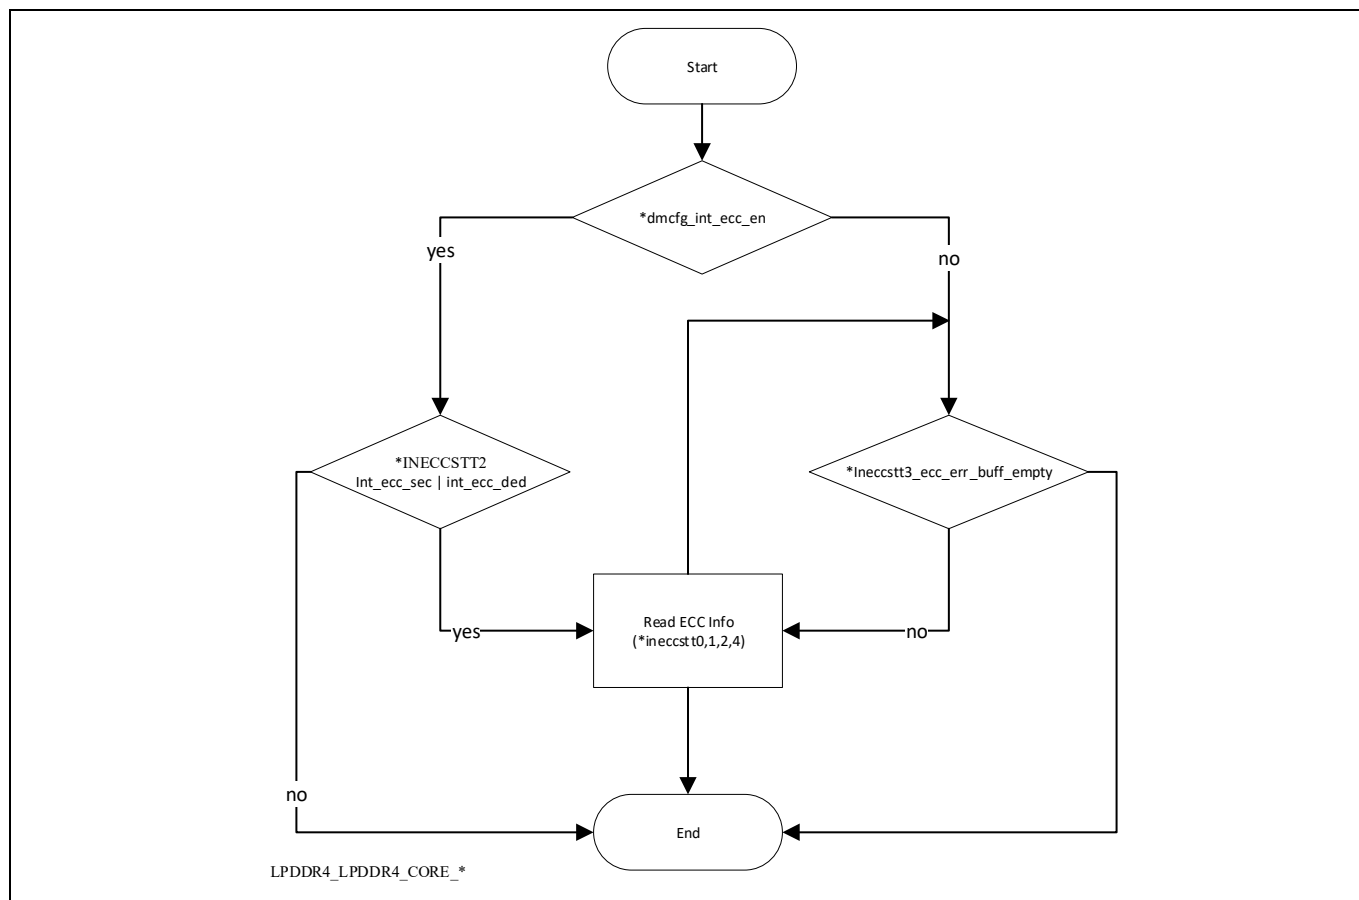 Start
*dmcfg_int_ecc_en
yes
no
*INECCSTT2
Int_ecc_sec | int_ecc_ded
*Ineccstt3_ecc_err_buff_empty
Read ECC Info
(*ineccstt0,1,2,4)
yes
no
no
End
LPDDR4_LPDDR4_CORE_*